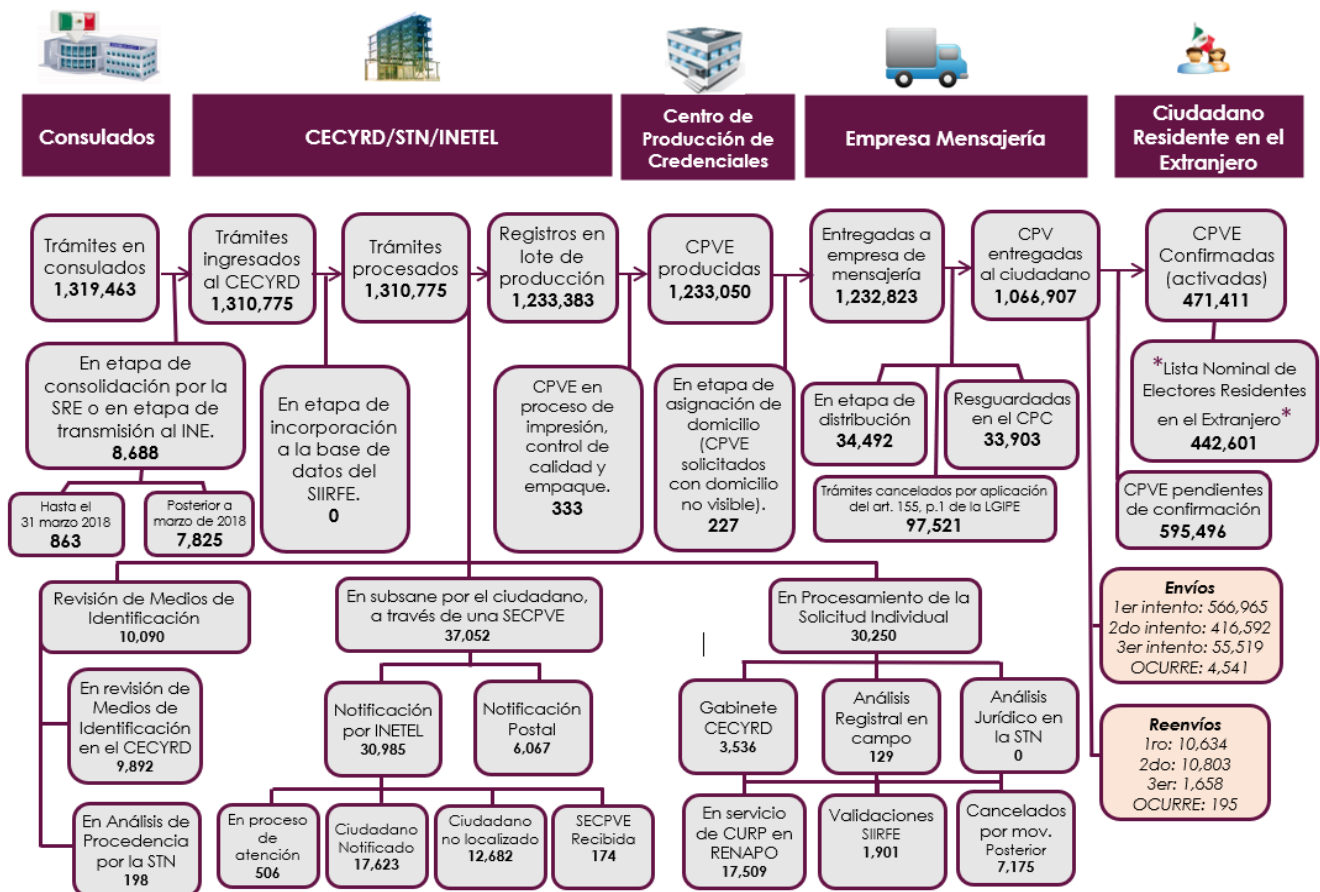 Consulados
CECYRD/STN/INETEL
Centro de
Producción de
Credenciales
Empresa Mensajería
Ciudadano
Residente en el
Extranjero
Trámites en
consulados
1,319,463
Trámites
ingresados
al CECYRD
1,310,775
Trámites
procesados
1,310,775
Registros en
lote de
producción
1,233,383
CPVE
producidas
1,233,050
Entregadas a
empresa de
mensajería
1,232,823
CPV
entregadas
al ciudadano
1,066,907
CPVE
Confirmadas
(activadas)
471,411
En etapa de
consolidación por la
SRE o en etapa de
transmisión al INE.
8,688
Hasta el
31 marzo 2018
863
Posterior a
marzo de 2018
7,825
En etapa de
incorporación
a la base de
datos del
SIIRFE.
0
CPVE en
proceso de
impresión,
control de
calidad y
empaque.
333
En etapa de
asignación de
domicilio
(CPVE
solicitados
con domicilio
no visible).
227
En etapa de
distribución
34,492
Resguardadas
en el CPC
33,903
Trámites cancelados por aplicación
del art. 155, p.1 de la LGIPE
97,521
*Lista Nominal de
Electores Residentes
en el Extranjero*
442,601
CPVE pendientes
de confirmación
595,496
Revisión de Medios de
Identificación
10,090
En subsane por el ciudadano,
a través de una SECPVE
37,052
En Procesamiento de la
Solicitud Individual
30,250
Envíos
1er intento: 566,965
2do intento: 416,592
3er intento: 55,519
OCURRE: 4,541
En revisión de
Medios de
Identificación
en el CECYRD
9,892
Notificación
por INETEL
30,985
Notificación
Postal
6,067
Gabinete
CECYRD
3,536
Análisis
Registral en
campo
129
Análisis
Jurídico en
la STN
0
Reenvíos
1ro: 10,634
2do: 10,803
3er: 1,658
OCURRE: 195
En Análisis de
Procedencia
por la STN
198
En proceso
de
atención
506
Ciudadano
Notificado
17,623
Ciudadano
no localizado
12,682
SECPVE
Recibida
174
En servicio
de CURP en
RENAPO
17,509
Validaciones
SIIRFE
1,901
Cancelados
por mov.
Posterior
7,175